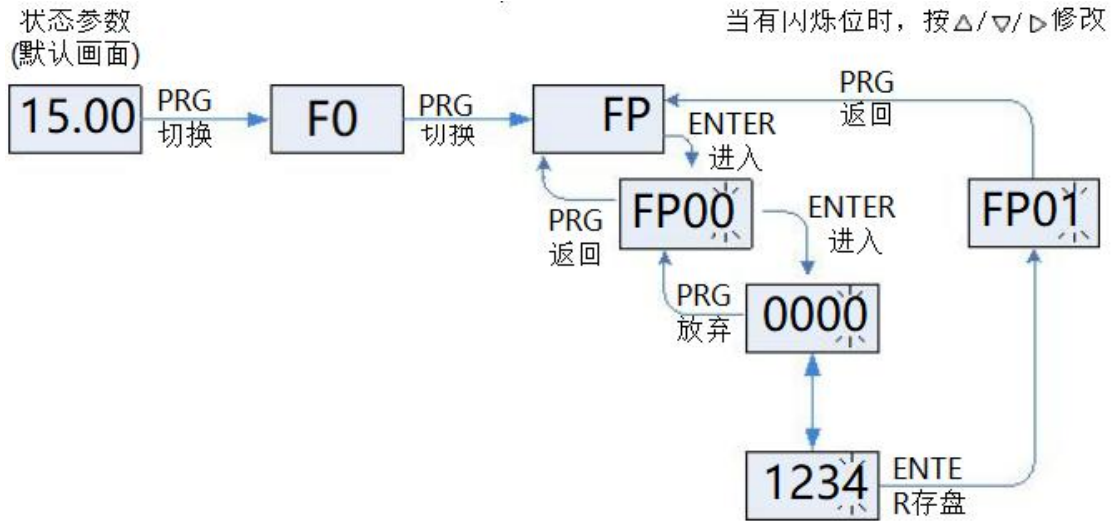 状态参数
(默认画面)
当有闪烁位时，按△/▽/▷修改
15.00
PRG
切换
F0
PRG
切换
FP
ENTER
进入
PRG
返回
FP00
PRG
返回
ENTER
进入
FP01
PRG
放弃
0000
1234
ENTE
R存盘